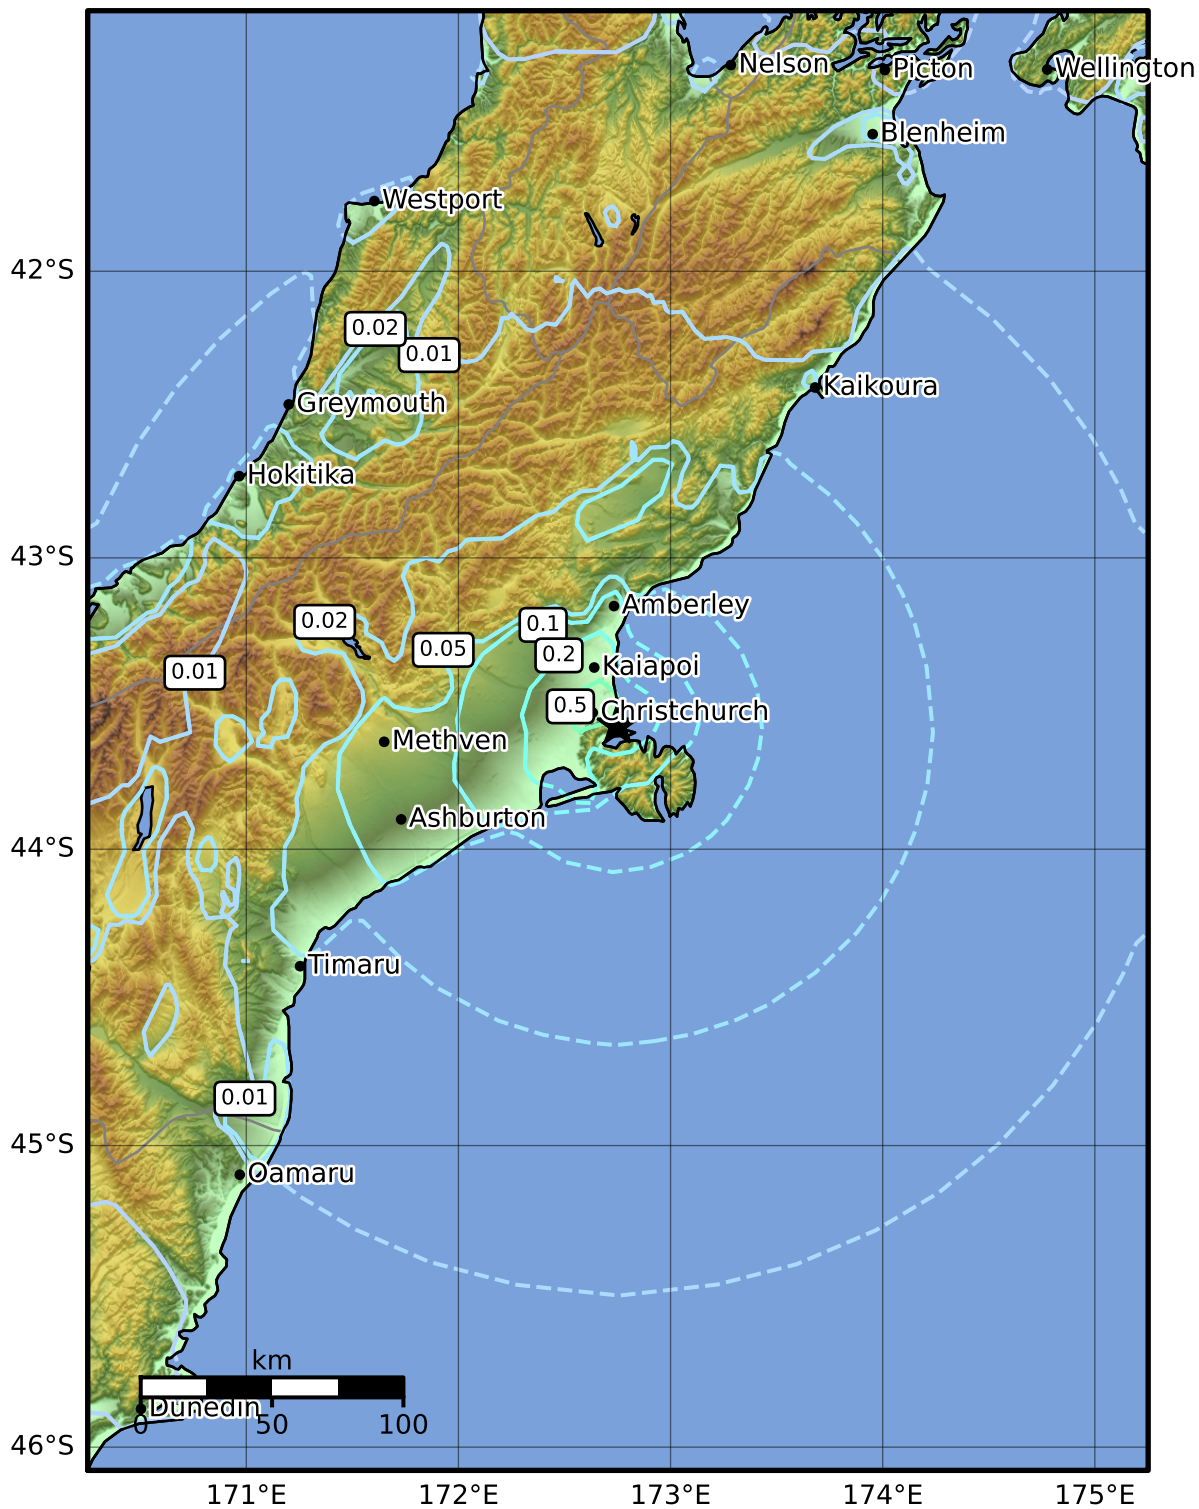 Nelson
Picton
Wellington
Blenheim
Westport
42°S
0.02
0.01
Kaikoura
Greymouth
Hokitika
43°S
Amberley
0.02
0.1
0.05
0.2
Kaiapoi
0.01
0.5
Christchurch
Methven
Ashburton
44°S
Timaru
0.01
45°S
Oamaru
km
Dunedin
0 50 100
46°S
171°E 172°E 173°E 174°E 175°E